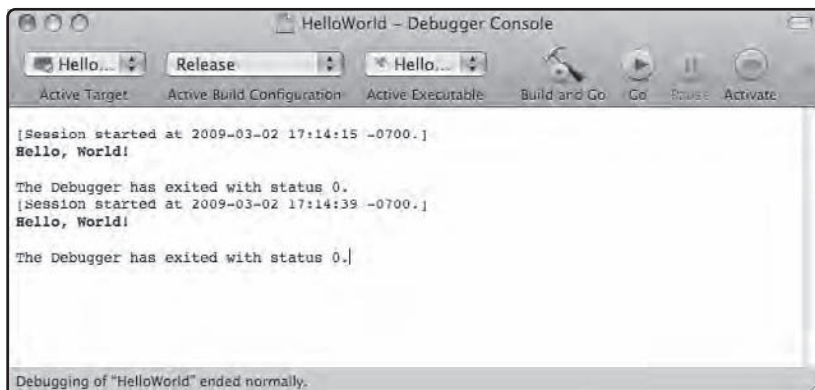 HelloWorld – Debugger Console
Hello... Release Hello...
Active Target Active Build Configuration Active Executable Build and Go Go Pause Activate
[Session started at 2009-03-02 17:14:15 -0700.]
Hello, World!
The Debugger has exited with status 0.
[Session started at 2009-03-02 17:14:39 -0700.]
Hello, World!
The Debugger has exited with status 0.
Debugging of "HelloWorld" ended normally.